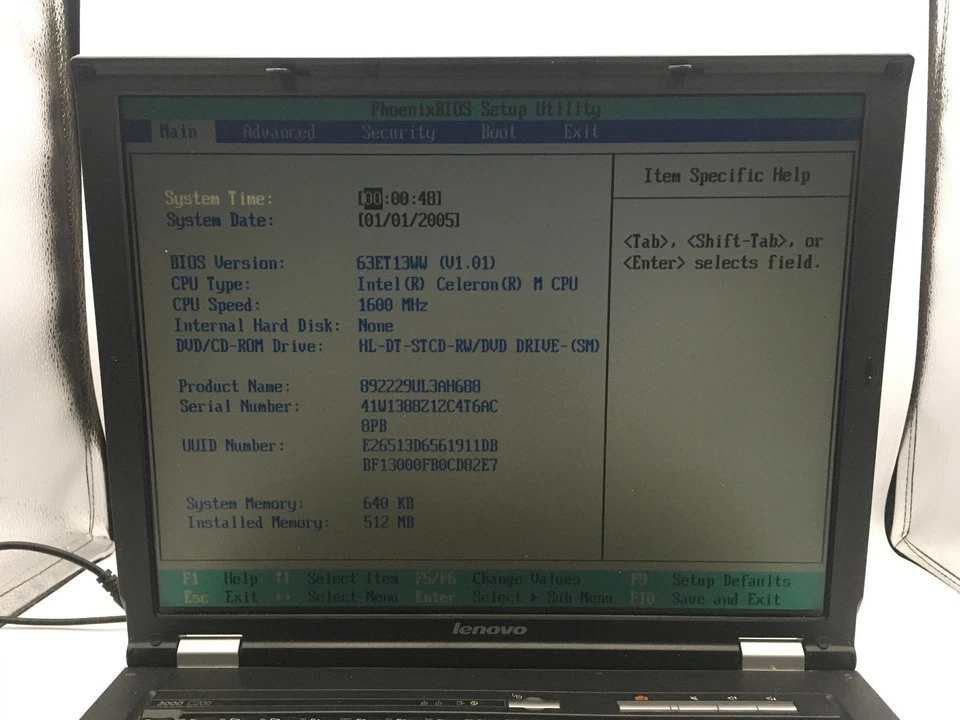 PhoenixBIOS Setup Utility
Main Advanced Security Boot Exit
Item Specific Help
System Time: [00:00:48]
System Date: [01/01/2005]
<Tab>, <Shift-Tab>, or
<Enter> selects field.
BIOS Version: 63ET13WW (V1.01)
CPU Type: Intel(R) Celeron(R) M CPU
CPU Speed: 1600 MHz
Internal Hard Disk: None
DVD/CD-ROM Drive: HL-DT-STCD-RW/DVD DRIVE-(SM)
Product Name: 892229UL3AH688
Serial Number: 41W1388Z1ZC4T6AC
8PB
UUID Number: E26513D6561911DB
BF13000FB0CD82E7
System Memory: 640 KB
Installed Memory: 512 MB
F1 Help ↑↓ Select Item F5/F6 Change Values F9 Setup Defaults
Esc Exit ↔ Select Menu Enter Select ▸ Sub-Menu F10 Save and Exit
lenovo
3000 C200